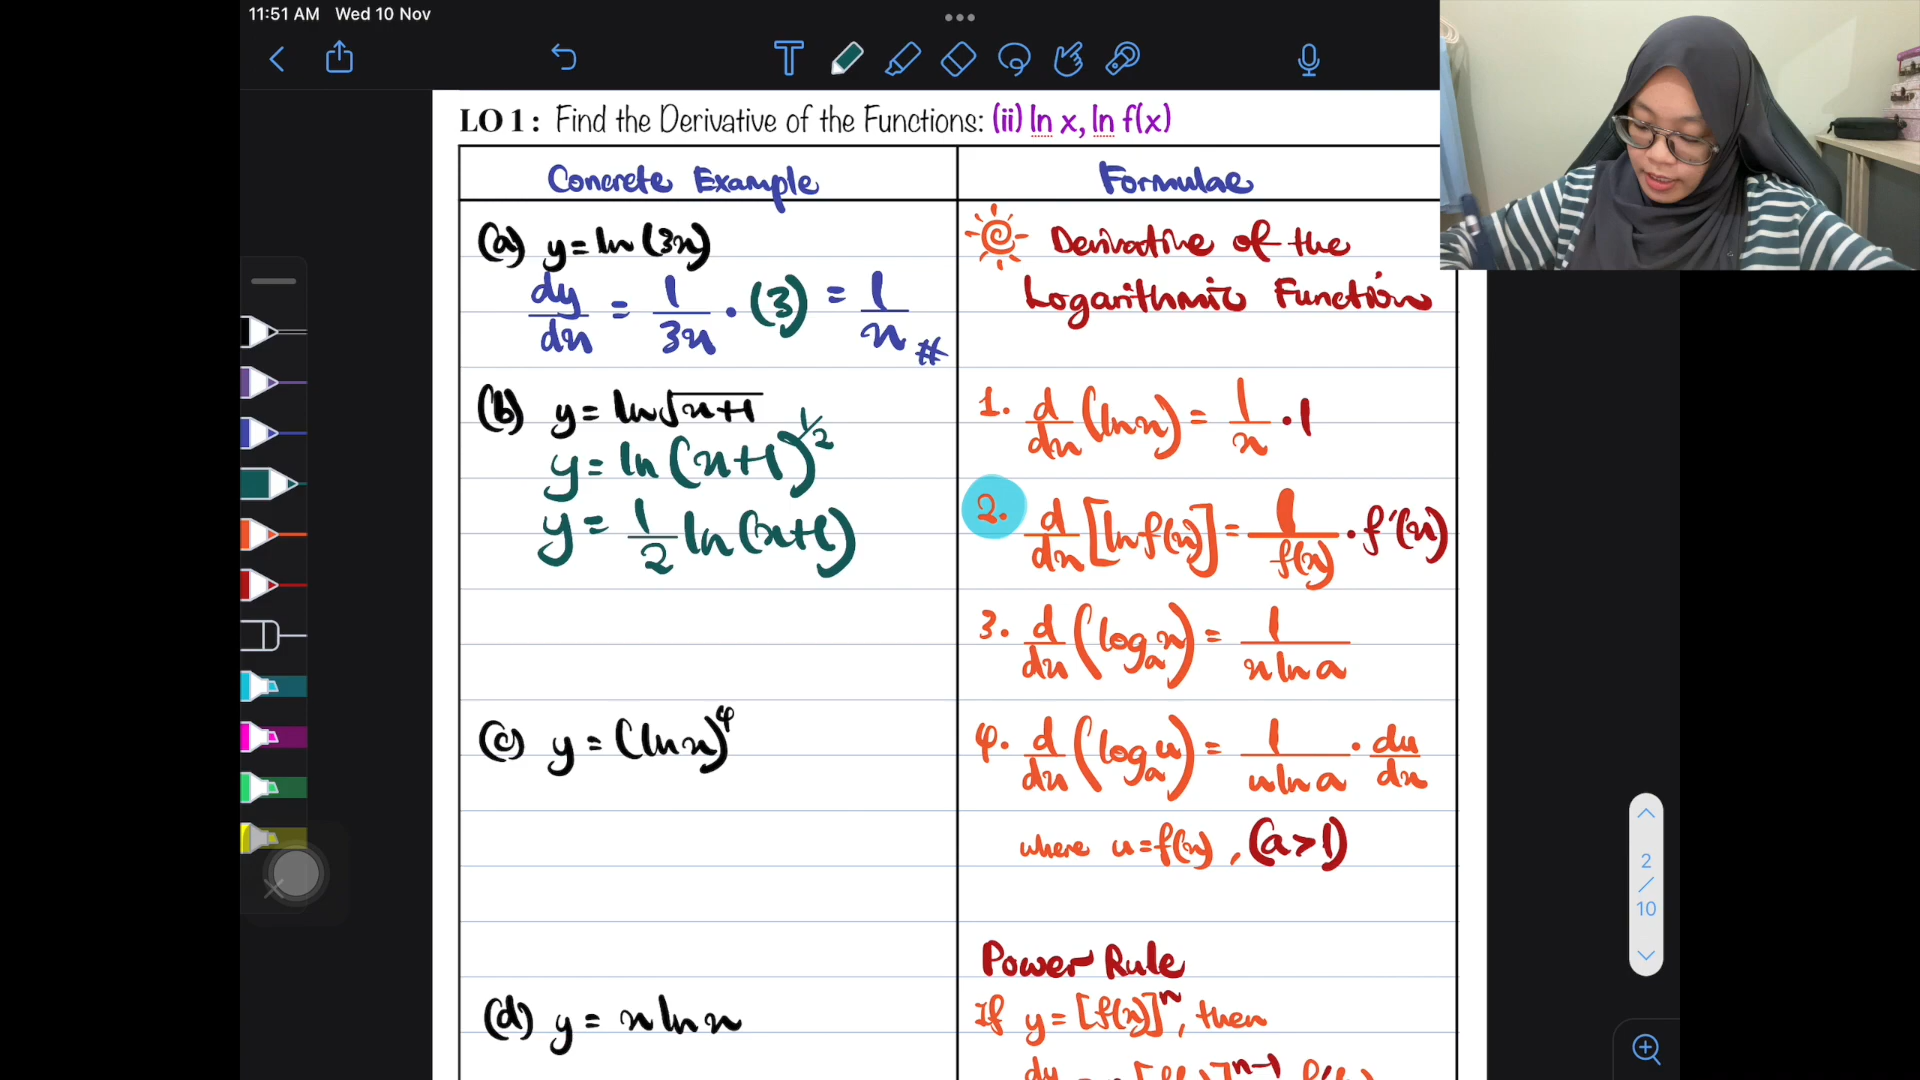 11:51 AM Wed 10 Nov
LO 1 : Find the Derivative of the Functions: (ii) ln x, ln f(x)
Concrete Example
(a) y = ln (3x)
dy/dx = 1/3x · (3) = 1/x #
(b) y = ln √x+1
y = ln (x+1)^1/2
y = 1/2 ln (x+1)
(c) y = (ln x)^4
(d) y = x ln x
Formulae
Derivative of the
Logarithmic Function
1. d/dx (ln x) = 1/x · 1
2. d/dx [ln f(x)] = 1/f(x) · f'(x)
3. d/dx (log_a x) = 1/x ln a
4. d/dx (log_a u) = 1/u ln a · du/dx
where u = f(x) , (a > 1)
Power Rule
If y = [f(x)]^n, then
2
/
10